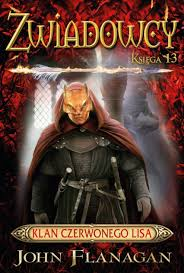 ZWIADOWCY
KSIĘGA 13
KLAN CZERWONEGO LISA
JOHN FLANAGAN